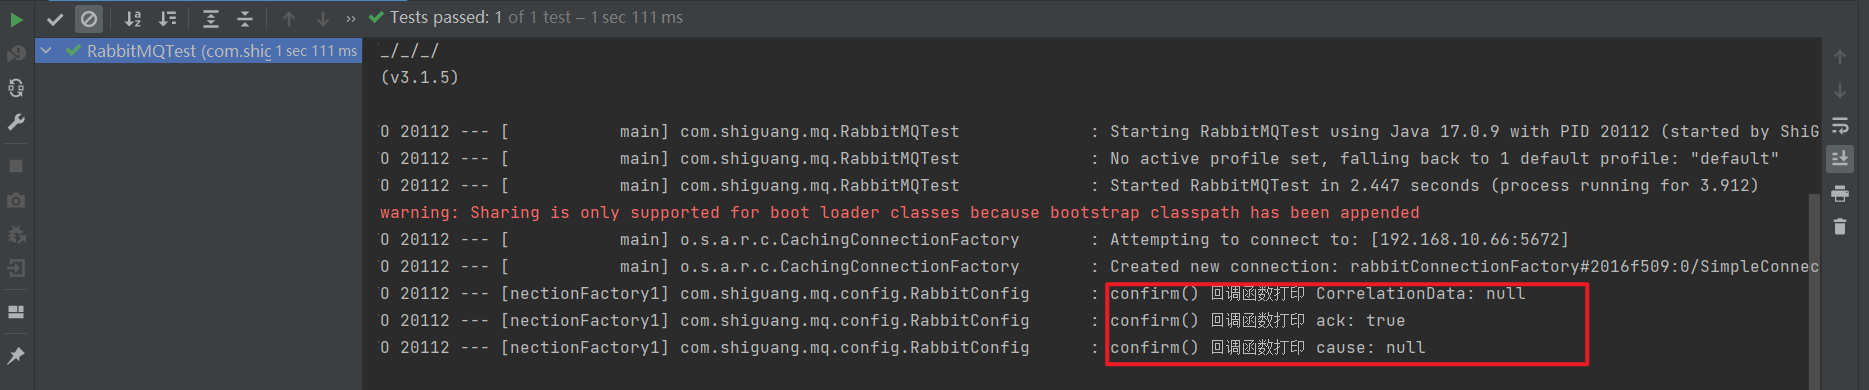 Tests passed: 1 of 1 test – 1 sec 111 ms
RabbitMQTest (com.shig 1 sec 111 ms
_/_/_/
(v3.1.5)
O 20112 --- [           main] com.shiguang.mq.RabbitMQTest             : Starting RabbitMQTest using Java 17.0.9 with PID 20112 (started by ShiG
O 20112 --- [           main] com.shiguang.mq.RabbitMQTest             : No active profile set, falling back to 1 default profile: "default"
O 20112 --- [           main] com.shiguang.mq.RabbitMQTest             : Started RabbitMQTest in 2.447 seconds (process running for 3.912)
warning: Sharing is only supported for boot loader classes because bootstrap classpath has been appended
O 20112 --- [           main] o.s.a.r.c.CachingConnectionFactory       : Attempting to connect to: [192.168.10.66:5672]
O 20112 --- [           main] o.s.a.r.c.CachingConnectionFactory       : Created new connection: rabbitConnectionFactory#2016f509:0/SimpleConnec
O 20112 --- [nectionFactory1] com.shiguang.mq.config.RabbitConfig      : confirm() 回调函数打印 CorrelationData: null
O 20112 --- [nectionFactory1] com.shiguang.mq.config.RabbitConfig      : confirm() 回调函数打印 ack: true
O 20112 --- [nectionFactory1] com.shiguang.mq.config.RabbitConfig      : confirm() 回调函数打印 cause: null